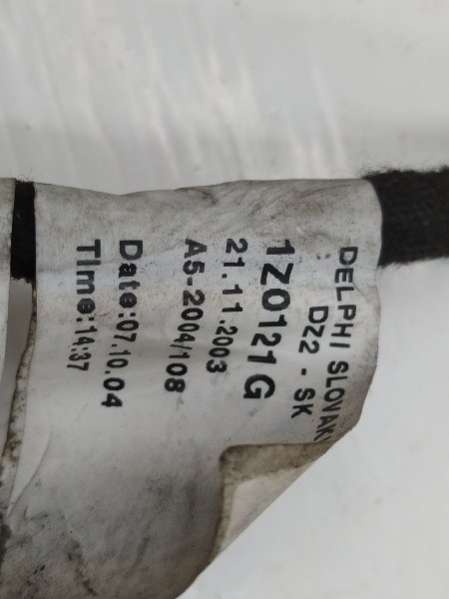 DELPHI SLOVAK
DZ2 - SK
1Z0121G
21.11.2003
A5-2004/108
Date:07.10.04
Time:14:37